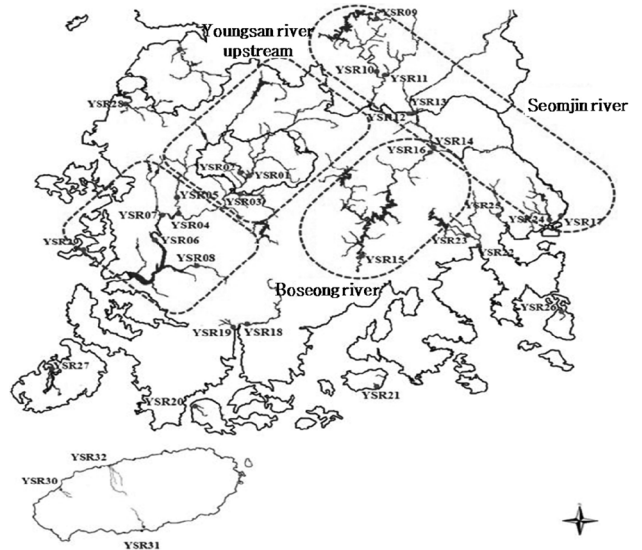 YSR09
Youngsan river
upstream
YSR10
YSR11
Seomjin river
YSR28
YSR13
YSR12
YSR14
YSR16
YSR02
YSR01
YSR05
YSR03
YSR25
YSR07
YSR04
YSR24
YSR17
YSR06
YSR23
YSR29
YSR22
YSR08
YSR15
Boseong river
YSR26
YSR19
YSR18
YSR27
YSR21
YSR20
YSR32
YSR30
YSR31